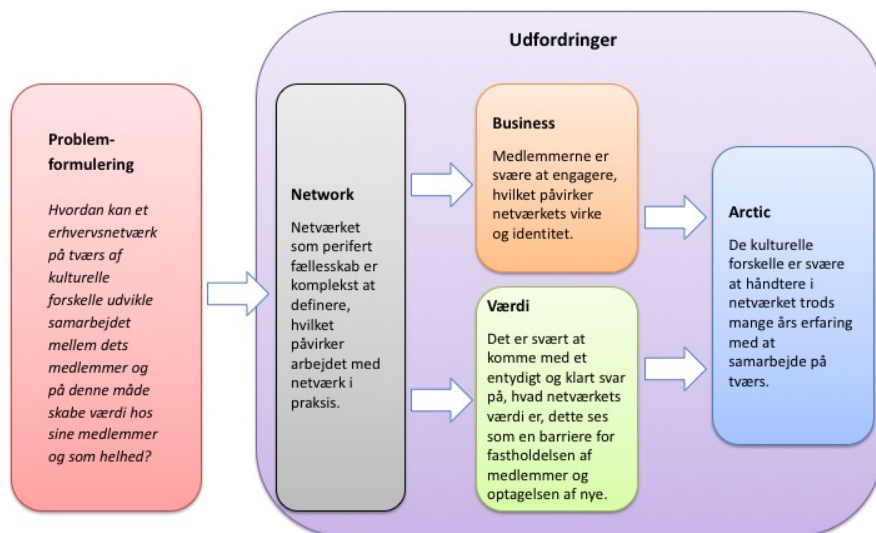 Udfordringer
Problem-
formulering
Hvordan kan et
erhvervsnetværk
på tværs af
kulturelle
forskelle udvikle
samarbejdet
mellem dets
medlemmer og
på denne måde
skabe værdi hos
sine medlemmer
og som helhed?
Network
Netværket
som perifert
fællesskab er
komplekst at
definere,
hvilket
påvirker
arbejdet med
netværk i
praksis.
Business
Medlemmerne er
svære at engagere,
hvilket påvirker
netværkets virke
og identitet.
Værdi
Det er svært at
komme med et
entydigt og klart svar
på, hvad netværkets
værdi er, dette ses
som en barriere for
fastholdelsen af
medlemmer og
optagelsen af nye.
Arctic
De kulturelle
forskelle er svære
at håndtere i
netværket trods
mange års erfaring
med at
samarbejde på
tværs.